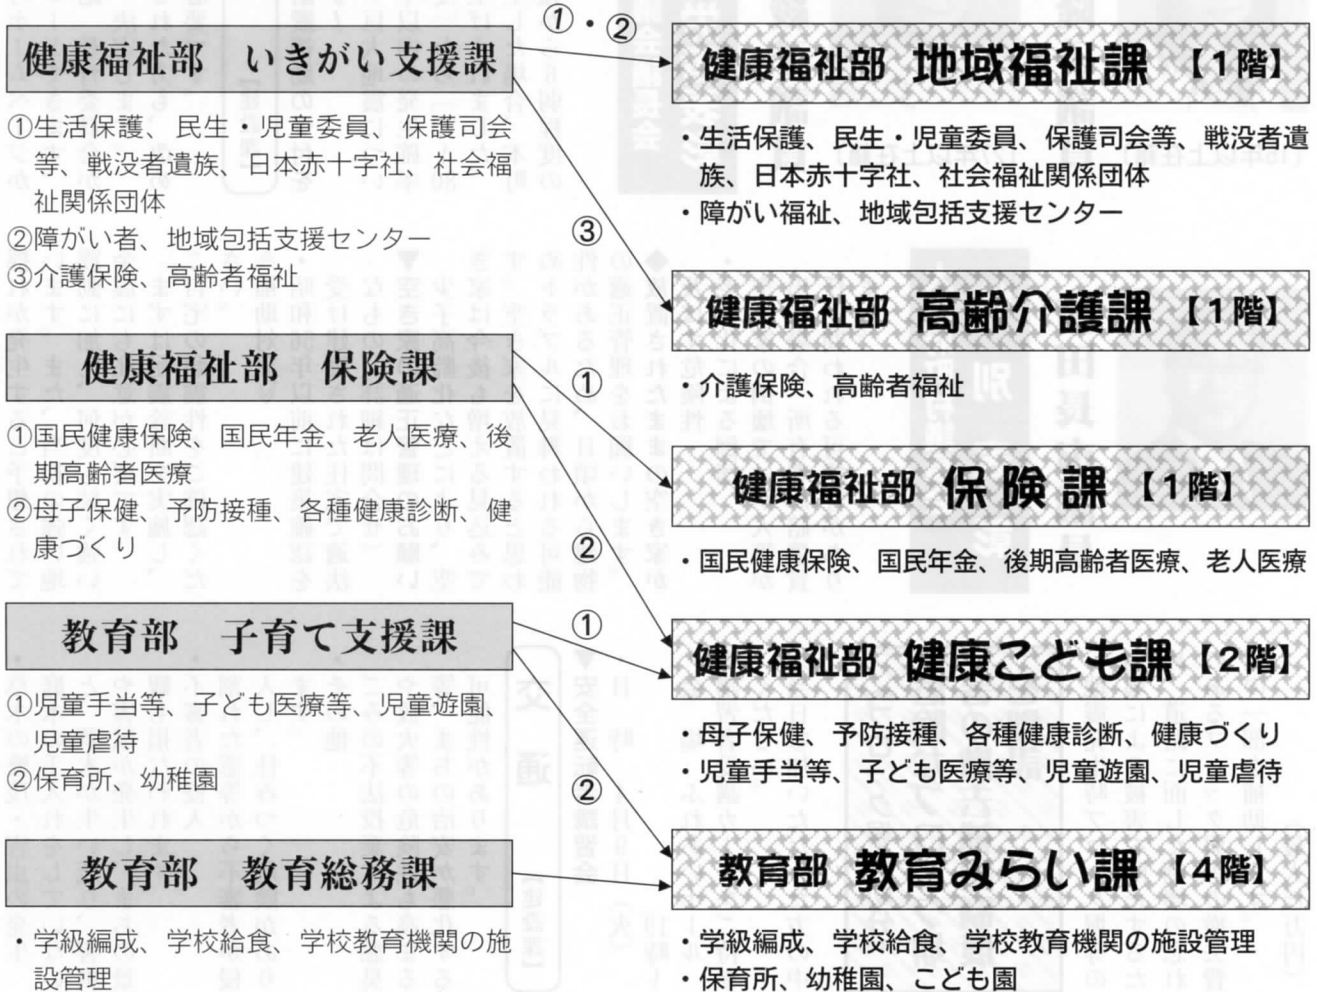 健康福祉部 いきがい支援課
①生活保護、民生・児童委員、保護司会
等、戦没者遺族、日本赤十字社、社会福
祉関係団体
②障がい者、地域包括支援センター
③介護保険、高齢者福祉
健康福祉部 保険課
①国民健康保険、国民年金、老人医療、後
期高齢者医療
②母子保健、予防接種、各種健康診断、健
康づくり
教育部 子育て支援課
①児童手当等、子ども医療等、児童遊園、
児童虐待
②保育所、幼稚園
教育部 教育総務課
・学級編成、学校給食、学校教育機関の施
設管理
①・②
③
①
②
①
②
健康福祉部 地域福祉課 【1階】
・生活保護、民生・児童委員、保護司会等、戦没者遺
族、日本赤十字社、社会福祉関係団体
・障がい福祉、地域包括支援センター
健康福祉部 高齢介護課 【1階】
・介護保険、高齢者福祉
健康福祉部 保険課 【1階】
・国民健康保険、国民年金、後期高齢者医療、老人医療
健康福祉部 健康こども課 【2階】
・母子保健、予防接種、各種健康診断、健康づくり
・児童手当等、子ども医療等、児童遊園、児童虐待
教育部 教育みらい課 【4階】
・学級編成、学校給食、学校教育機関の施設管理
・保育所、幼稚園、こども園